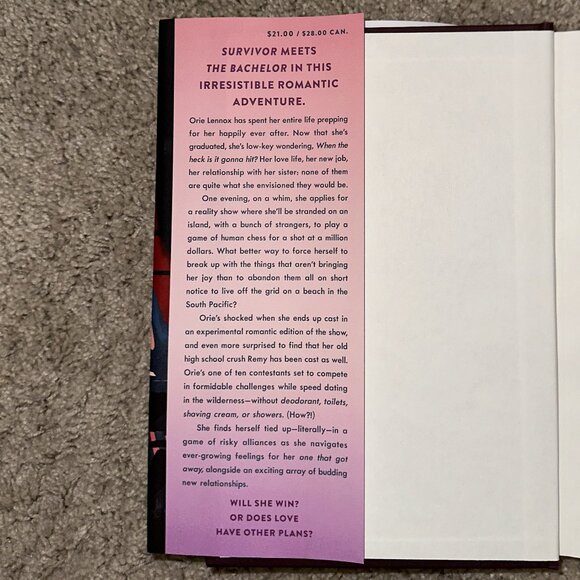 $21.00 / $28.00 CAN.
SURVIVOR MEETS
THE BACHELOR IN THIS
IRRESISTIBLE ROMANTIC
ADVENTURE.
Orie Lennox has spent her entire life prepping
for her happily ever after. Now that she's
graduated, she's low-key wondering, When the
heck is it gonna hit? Her love life, her new job,
her relationship with her sister: none of them
are quite what she envisioned they would be.
One evening, on a whim, she applies for
a reality show where she'll be stranded on an
island, with a bunch of strangers, to play a
game of human chess for a shot at a million
dollars. What better way to force herself to
break up with the things that aren't bringing
her joy than to abandon them all on short
notice to live off the grid on a beach in the
South Pacific?
Orie's shocked when she ends up cast in
an experimental romantic edition of the show,
and even more surprised to find that her old
high school crush Remy has been cast as well.
Orie's one of ten contestants set to compete
in formidable challenges while speed dating
in the wilderness—without deodorant, toilets,
shaving cream, or showers. (How?!)
She finds herself tied up—literally—in a
game of risky alliances as she navigates
ever-growing feelings for her one that got
away, alongside an exciting array of budding
new relationships.
WILL SHE WIN?
OR DOES LOVE
HAVE OTHER PLANS?